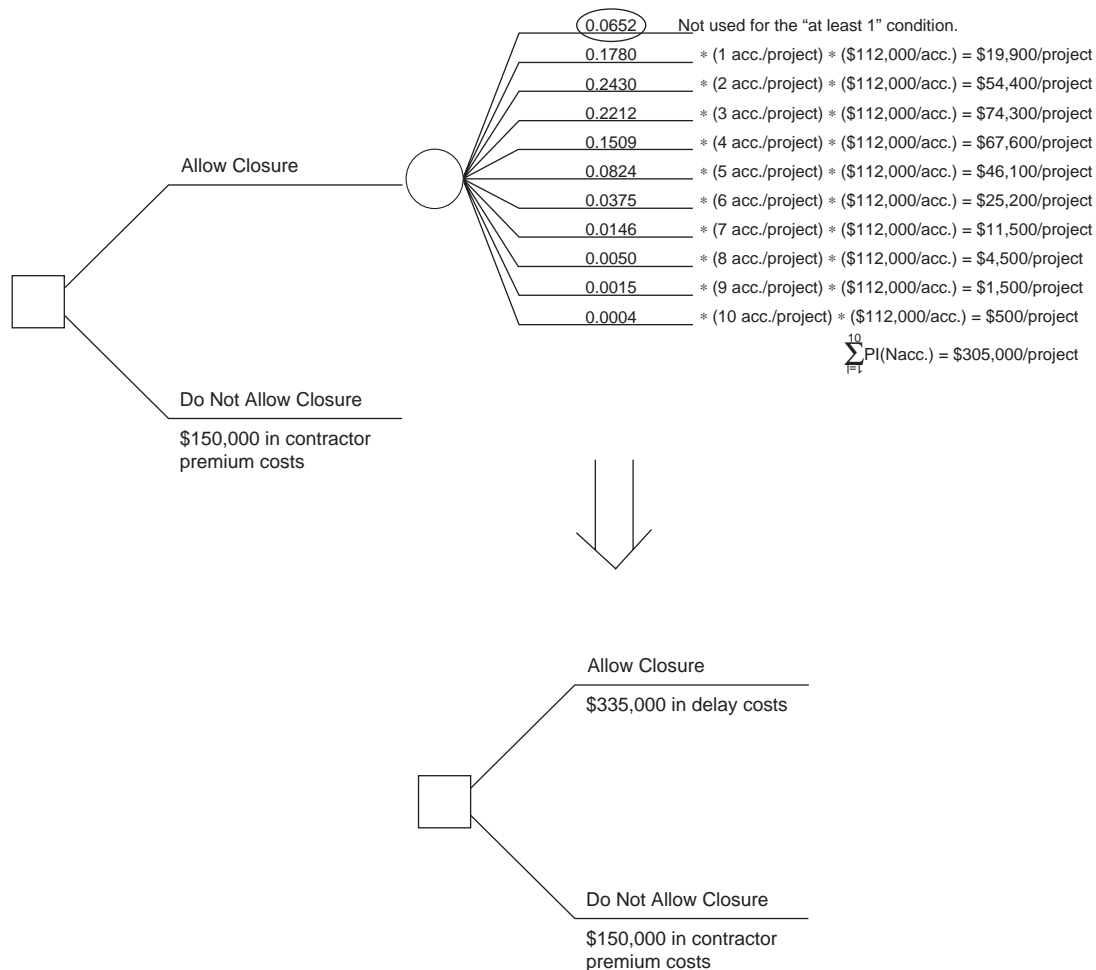 0.0652 Not used for the “at least 1” condition.
0.1780 * (1 acc./project) * ($112,000/acc.) = $19,900/project
0.2430 * (2 acc./project) * ($112,000/acc.) = $54,400/project
0.2212 * (3 acc./project) * ($112,000/acc.) = $74,300/project
0.1509 * (4 acc./project) * ($112,000/acc.) = $67,600/project
0.0824 * (5 acc./project) * ($112,000/acc.) = $46,100/project
0.0375 * (6 acc./project) * ($112,000/acc.) = $25,200/project
0.0146 * (7 acc./project) * ($112,000/acc.) = $11,500/project
0.0050 * (8 acc./project) * ($112,000/acc.) = $4,500/project
0.0015 * (9 acc./project) * ($112,000/acc.) = $1,500/project
0.0004 * (10 acc./project) * ($112,000/acc.) = $500/project
10
∑PI(Nacc.) = $305,000/project
Allow Closure
Do Not Allow Closure
$150,000 in contractor
premium costs
Allow Closure
$335,000 in delay costs
Do Not Allow Closure
$150,000 in contractor
premium costs